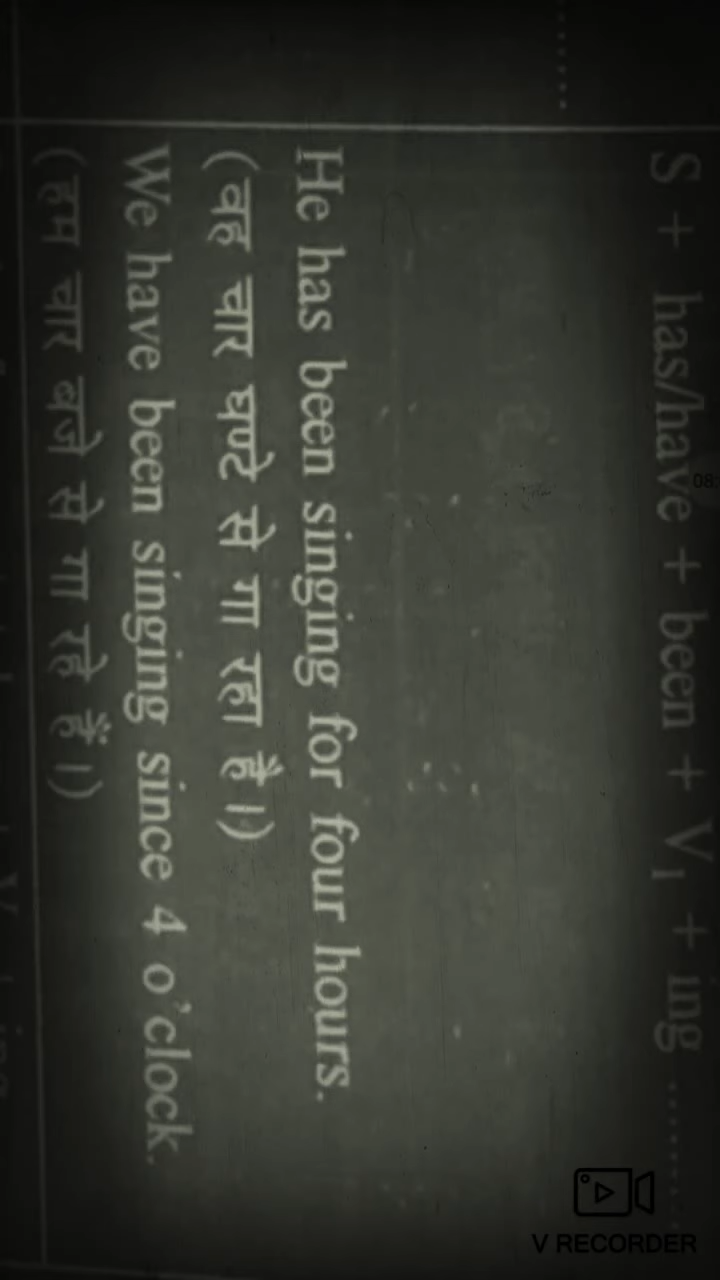 S + has/have + been + V₁ + ing ..........
He has been singing for four hours.
(वह चार घण्टे से गा रहा है।)
We have been singing since 4 o'clock.
(हम चार बजे से गा रहे हैं।)
V RECORDER